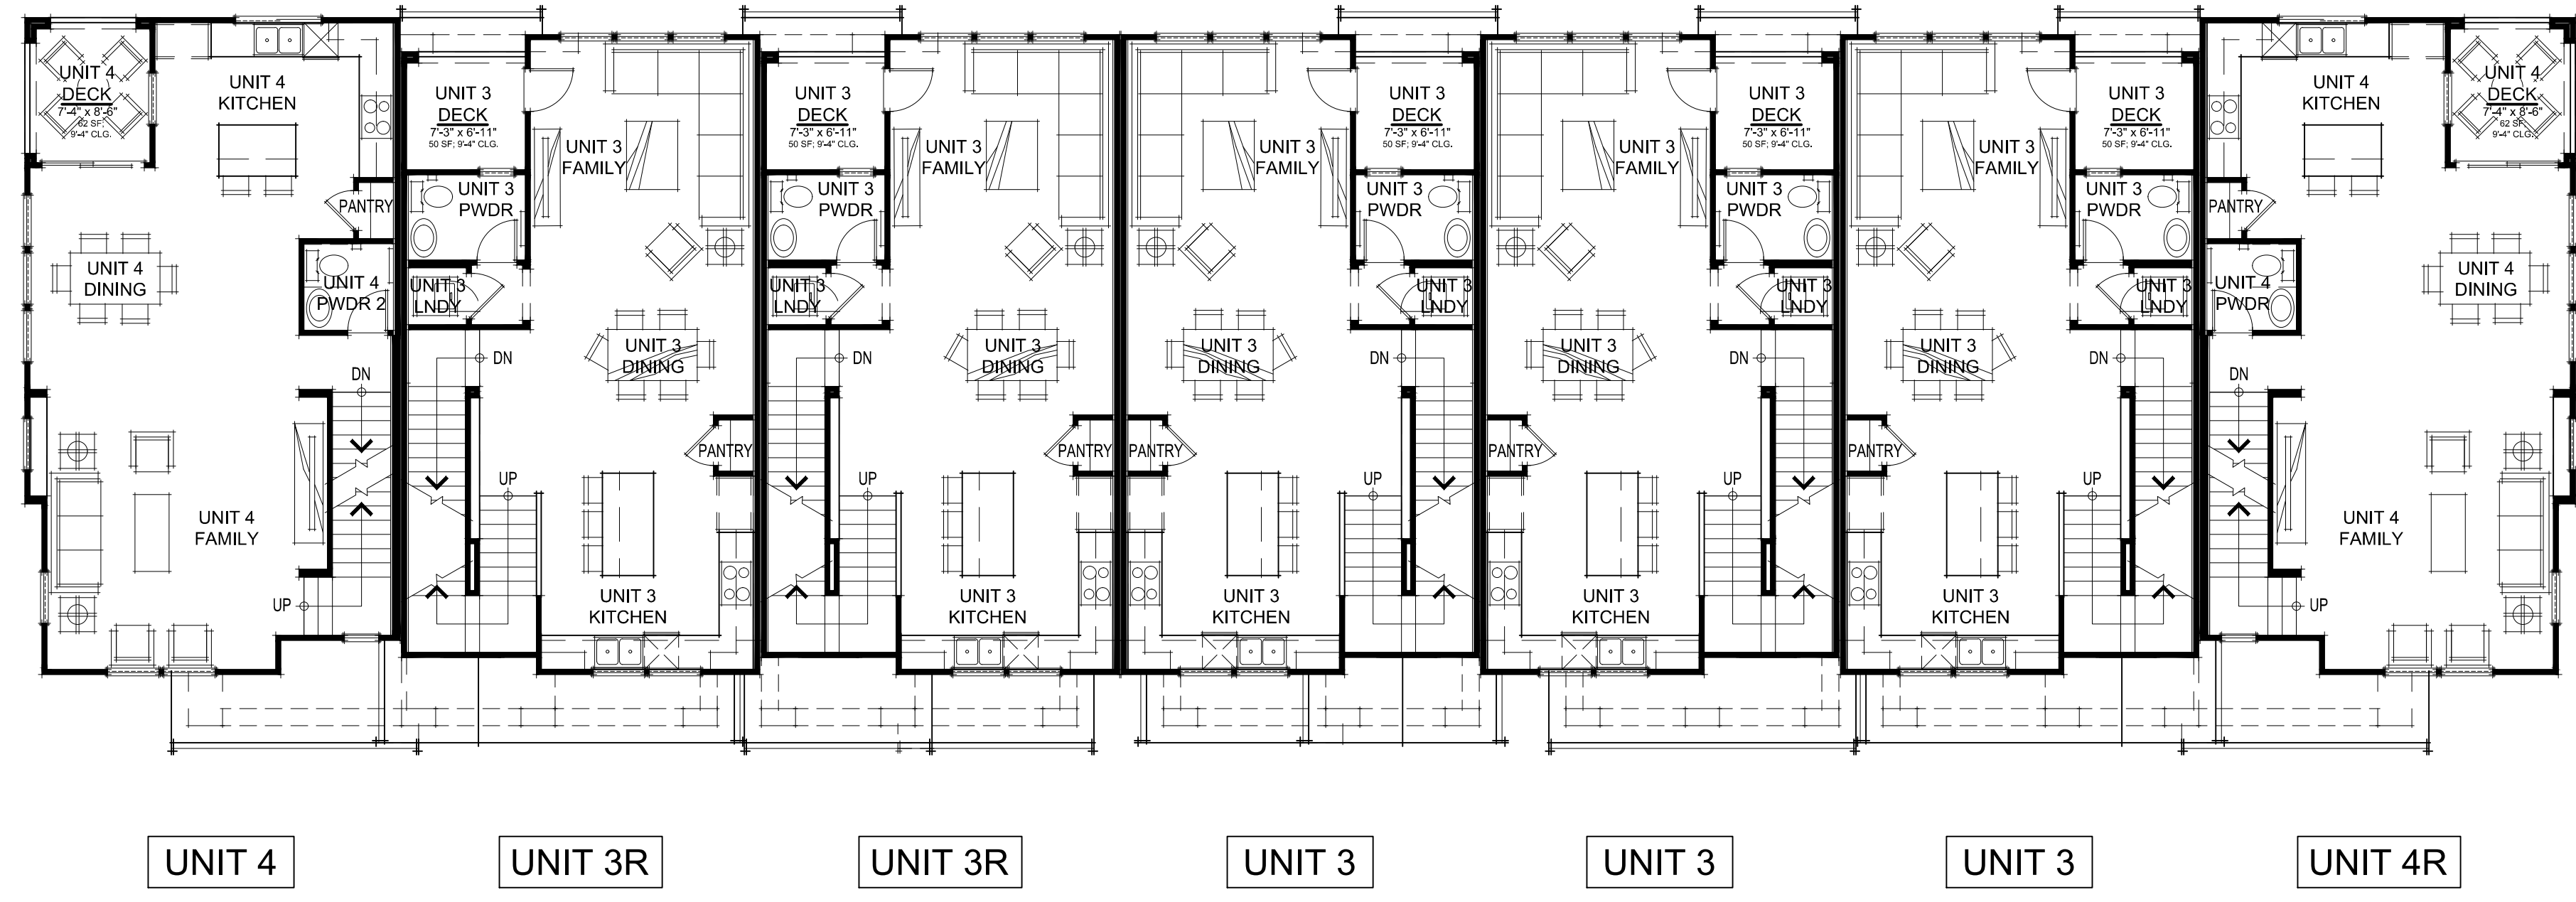 UNIT 4
DECK
7'-4" x 8'-6"
62 SF;
9'-4" CLG.
UNIT 4
KITCHEN
PANTRY
UNIT 4
DINING
UNIT 4
PWDR 2
DN
UNIT 4
FAMILY
UP
UNIT 3
DECK
7'-3" x 6'-11"
50 SF; 9'-4" CLG.
UNIT 3
FAMILY
UNIT 3
PWDR
UNIT 3
LNDY
DN
UNIT 3
DINING
PANTRY
UP
UNIT 3
KITCHEN
UNIT 3
DECK
7'-3" x 6'-11"
50 SF; 9'-4" CLG.
UNIT 3
FAMILY
UNIT 3
PWDR
UNIT 3
LNDY
DN
UNIT 3
DINING
PANTRY
UP
UNIT 3
KITCHEN
UNIT 3
DECK
7'-3" x 6'-11"
50 SF; 9'-4" CLG.
UNIT 3
FAMILY
UNIT 3
PWDR
UNIT 3
LNDY
UNIT 3
DINING
DN
PANTRY
UP
UNIT 3
KITCHEN
UNIT 3
DECK
7'-3" x 6'-11"
50 SF; 9'-4" CLG.
UNIT 3
FAMILY
UNIT 3
PWDR
UNIT 3
LNDY
UNIT 3
DINING
DN
PANTRY
UP
UNIT 3
KITCHEN
UNIT 3
DECK
7'-3" x 6'-11"
50 SF; 9'-4" CLG.
UNIT 3
FAMILY
UNIT 3
PWDR
UNIT 3
LNDY
UNIT 3
DINING
DN
PANTRY
UP
UNIT 3
KITCHEN
UNIT 4
KITCHEN
UNIT 4
DECK
7'-4" x 8'-6"
62 SF;
9'-4" CLG.
PANTRY
UNIT 4
PWDR
UNIT 4
DINING
DN
UNIT 4
FAMILY
UP
UNIT 4
UNIT 3R
UNIT 3R
UNIT 3
UNIT 3
UNIT 3
UNIT 4R